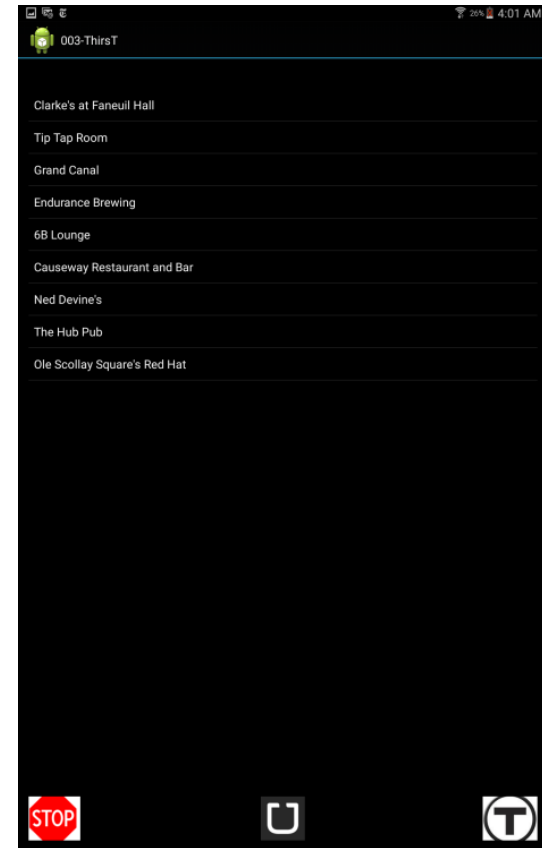 26% 4:01 AM
003-ThirsT
Clarke's at Faneuil Hall
Tip Tap Room
Grand Canal
Endurance Brewing
6B Lounge
Causeway Restaurant and Bar
Ned Devine's
The Hub Pub
Ole Scollay Square's Red Hat
STOP
T